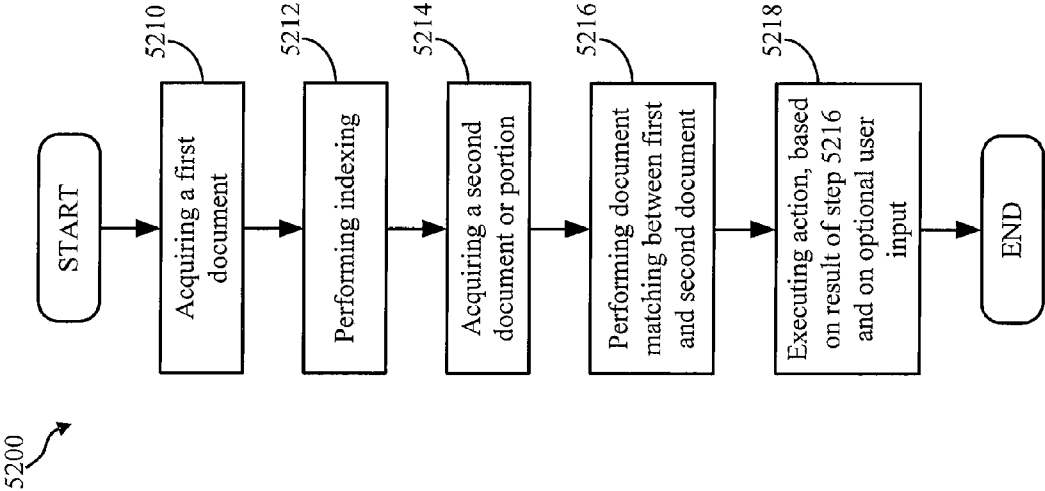 5200
START
5210
Acquiring a first
document
5212
Performing indexing
5214
Acquiring a second
document or portion
5216
Performing document
matching between first
and second document
5218
Executing action, based
on result of step 5216
and on optional user
input
END